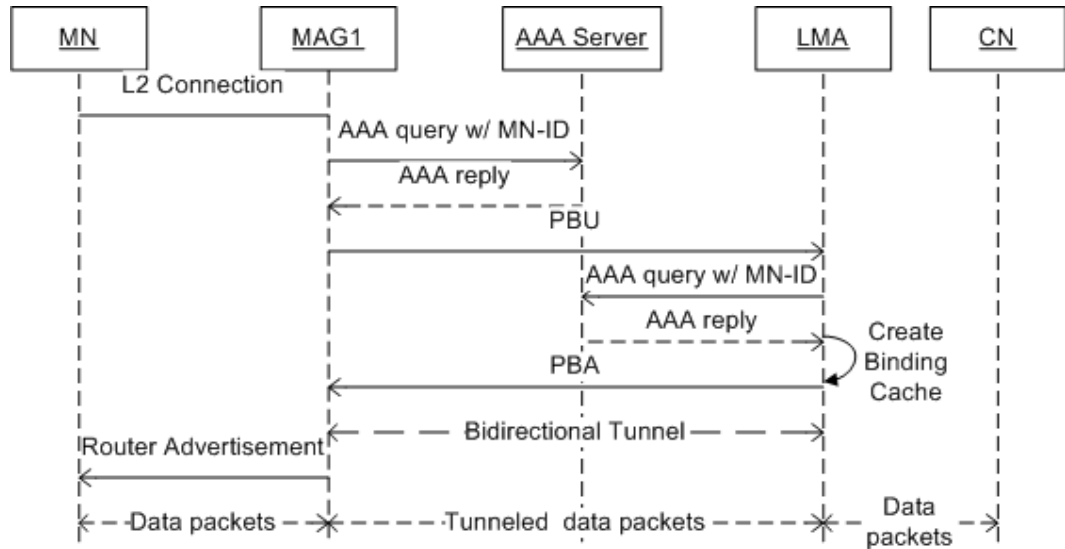 MN
MAG1
AAA Server
LMA
CN
L2 Connection
AAA query w/ MN-ID
AAA reply
PBU
AAA query w/ MN-ID
AAA reply
Create
Binding
Cache
PBA
Bidirectional Tunnel
Router Advertisement
Data packets
Tunneled data packets
Data
packets